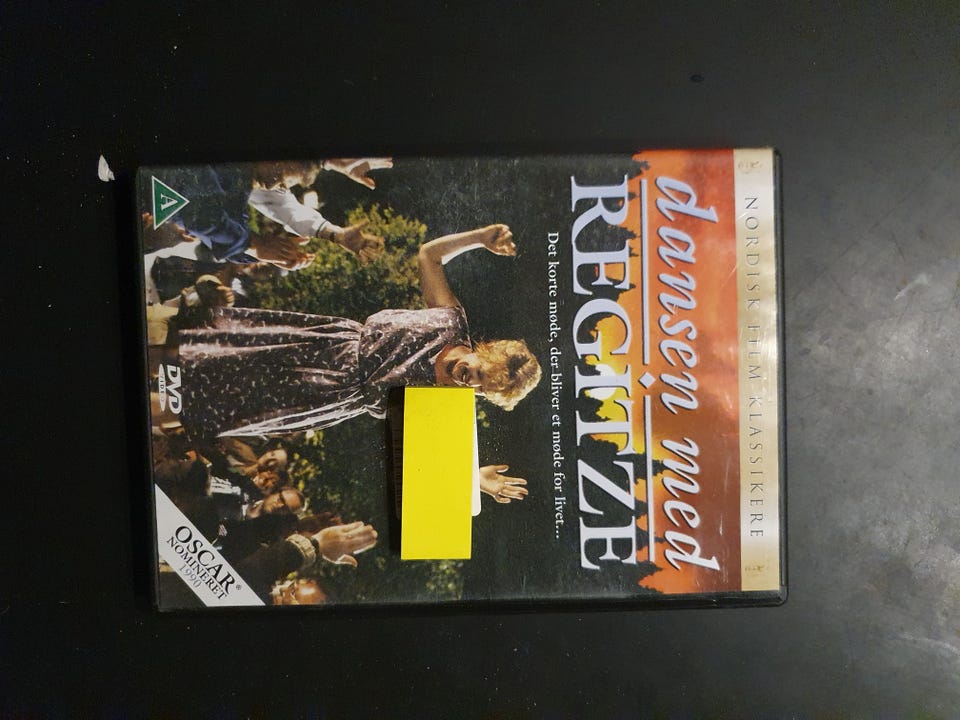 NORDISK FILM KLASSIKERE
dansen med
REGITZE
Det korte møde, der bliver et møde for livet...
A
DVD
VIDEO
OSCAR®
NOMINERET
1990